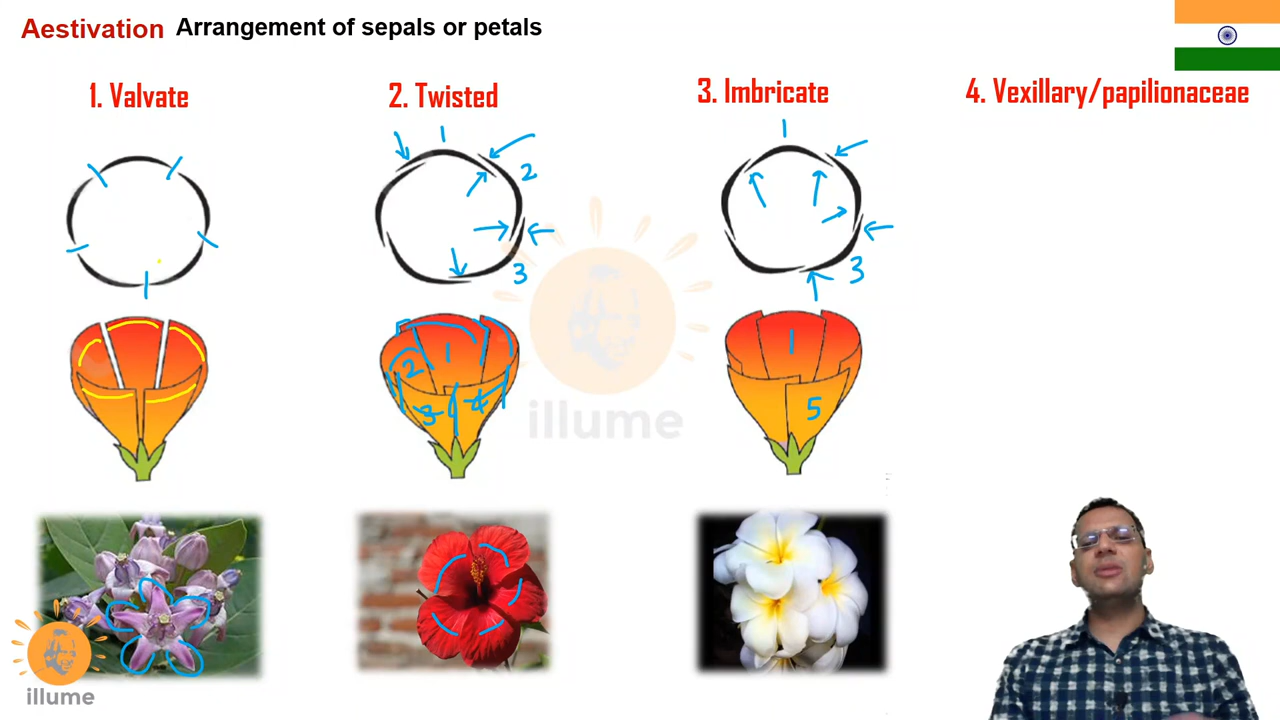 Aestivation Arrangement of sepals or petals
1. Valvate
2. Twisted
3. Imbricate
4. Vexillary/papilionaceae
1
2
3
1
3
1
2
3
4
1
5
illume
illume